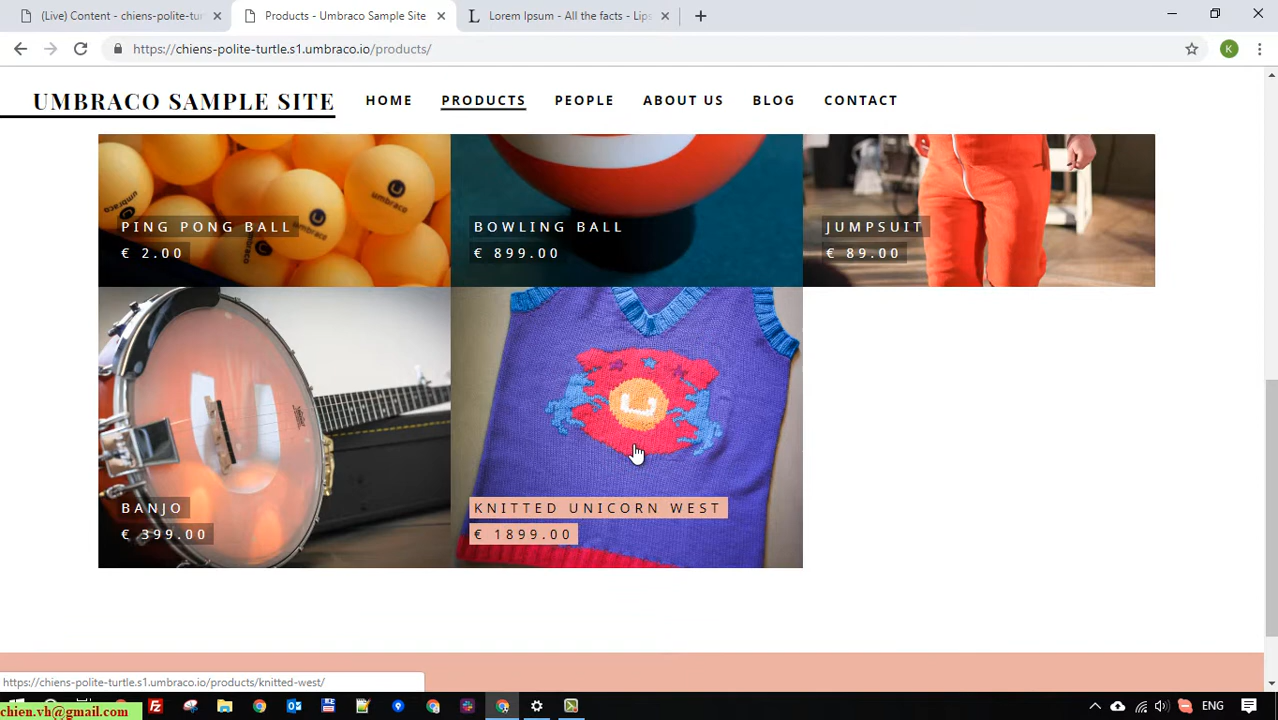 (Live) Content - chiens-polite-tur
Products - Umbraco Sample Site
Lorem Ipsum - All the facts - Lips
https://chiens-polite-turtle.s1.umbraco.io/products/
K
UMBRACO SAMPLE SITE
HOME PRODUCTS PEOPLE ABOUT US BLOG CONTACT
umbraco
umbraco
umbraco
PING PONG BALL
€ 2.00
BOWLING BALL
€ 899.00
JUMPSUIT
€ 89.00
BANJO
€ 399.00
KNITTED UNICORN WEST
€ 1899.00
https://chiens-polite-turtle.s1.umbraco.io/products/knitted-west/
chien.vh@gmail.com
ENG